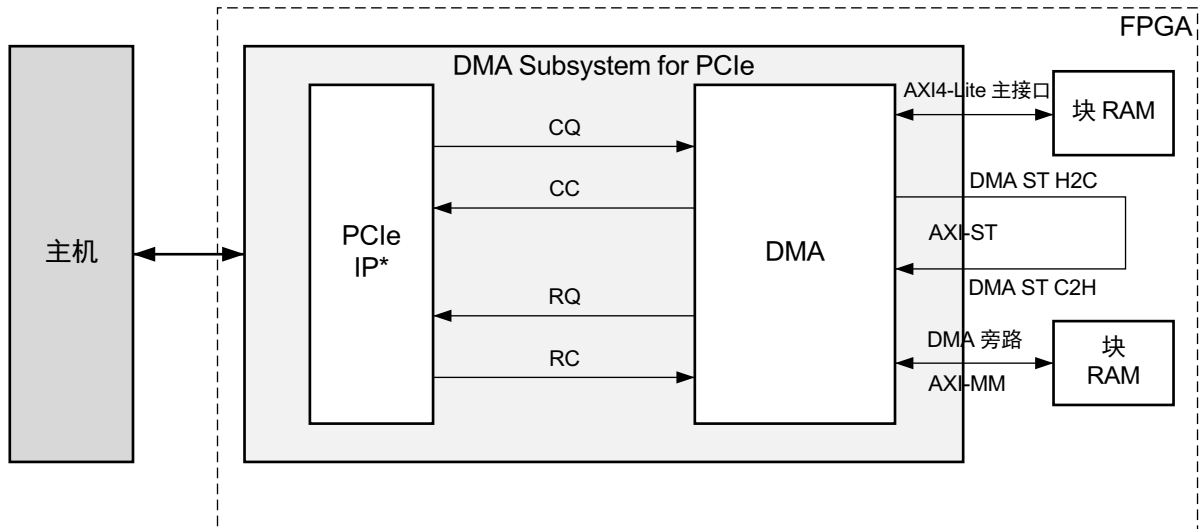 FPGA
DMA Subsystem for PCIe
AXI4-Lite 主接口
块 RAM
CQ
DMA ST H2C
CC
主机
PCIe
IP*
DMA
AXI-ST
DMA ST C2H
RQ
DMA 旁路
块
RAM
RC
AXI-MM